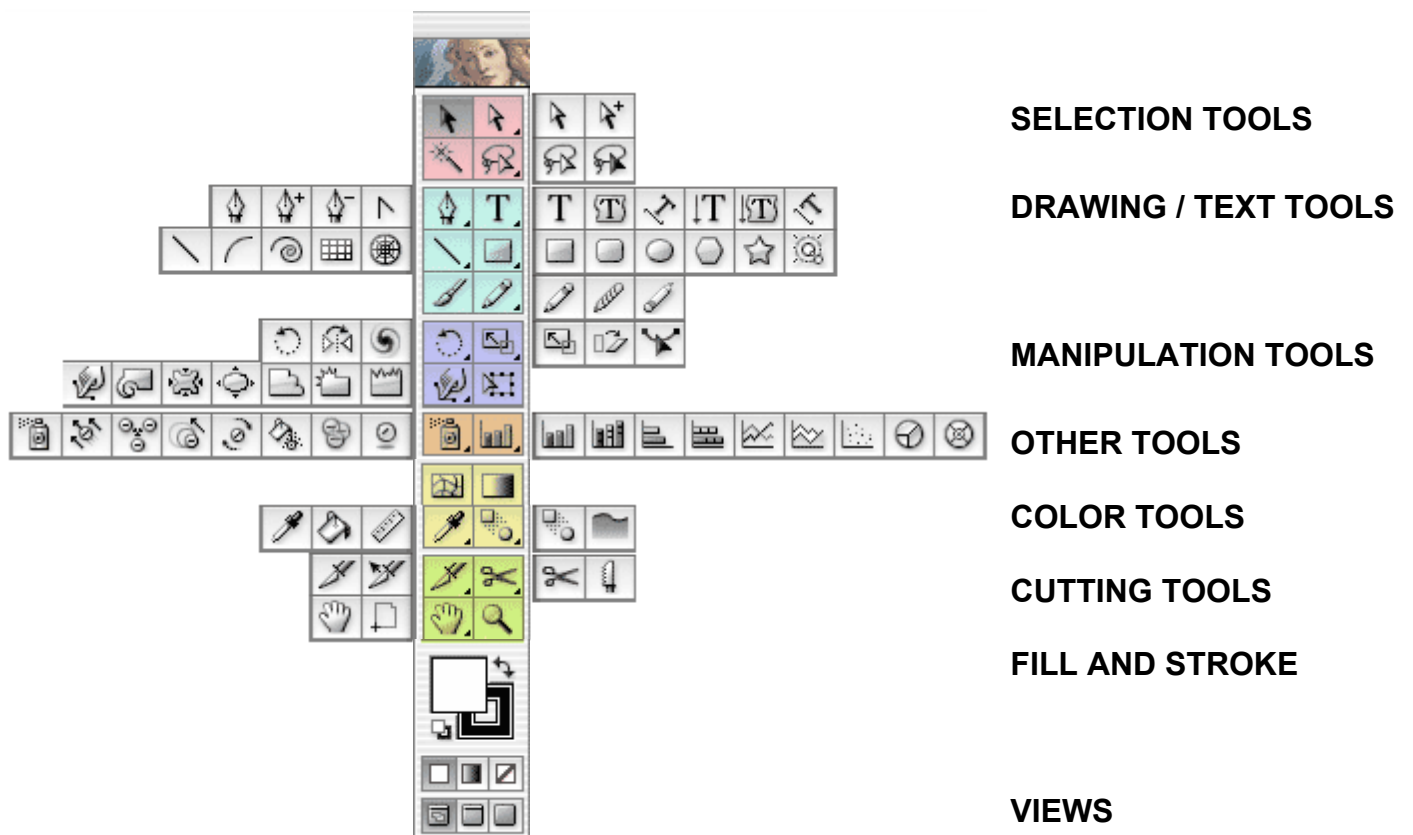 SELECTION TOOLS
DRAWING / TEXT TOOLS
MANIPULATION TOOLS
OTHER TOOLS
COLOR TOOLS
CUTTING TOOLS
FILL AND STROKE
VIEWS